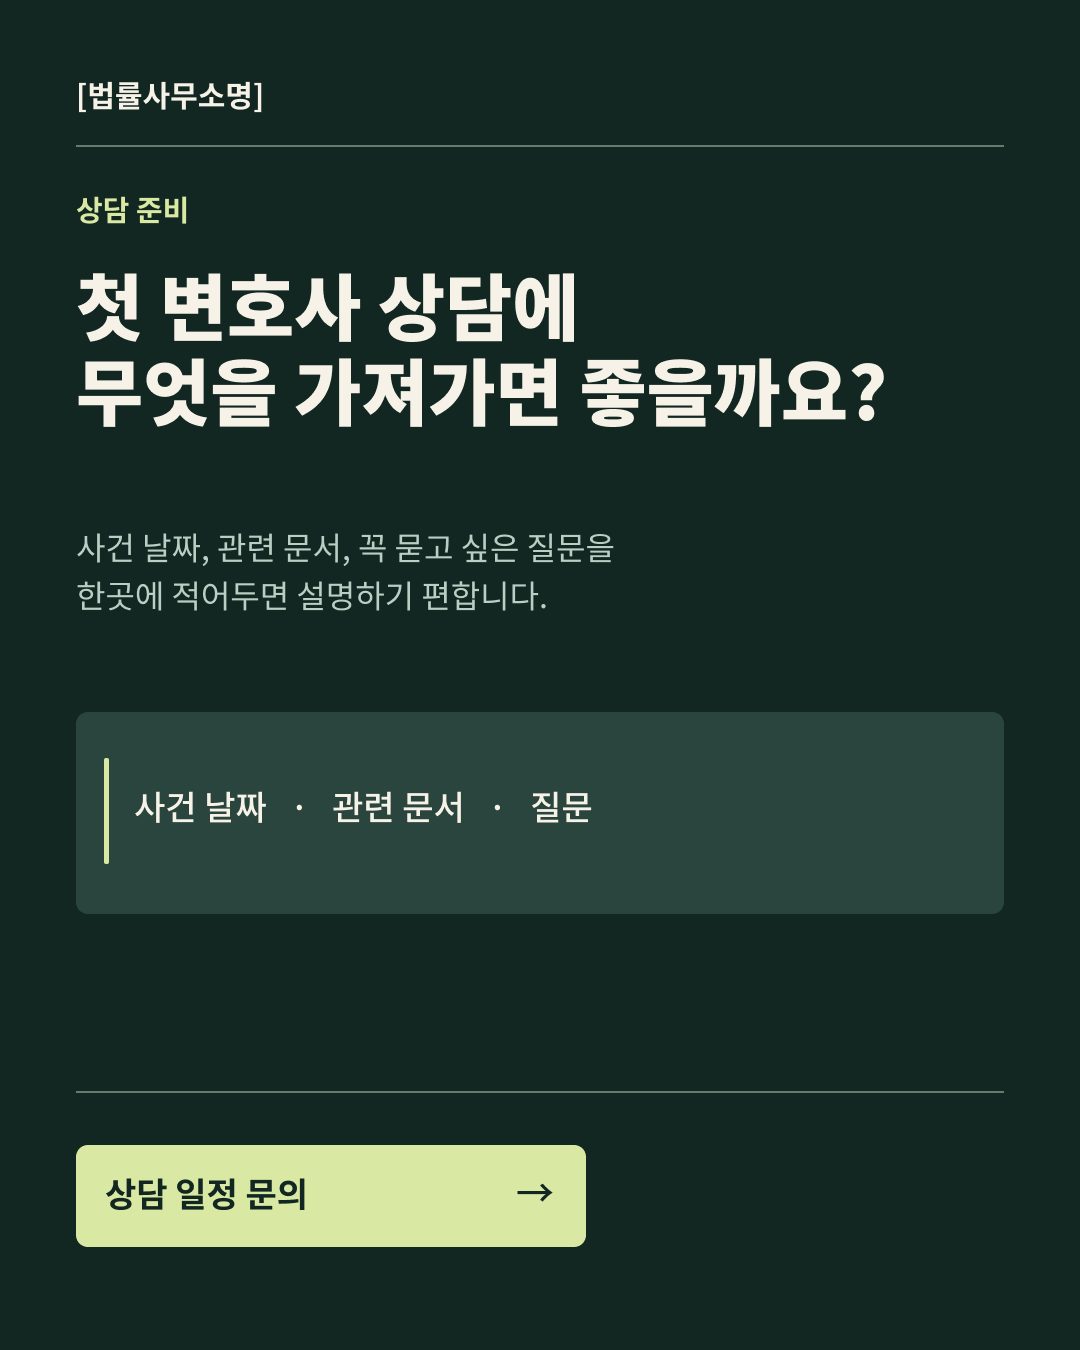 [법률사무소명]
상담 준비
첫 변호사 상담에
무엇을 가져가면 좋을까요?
사건 날짜, 관련 문서, 꼭 묻고 싶은 질문을
한곳에 적어두면 설명하기 편합니다.
사건 날짜 · 관련 문서 · 질문
상담 일정 문의 →